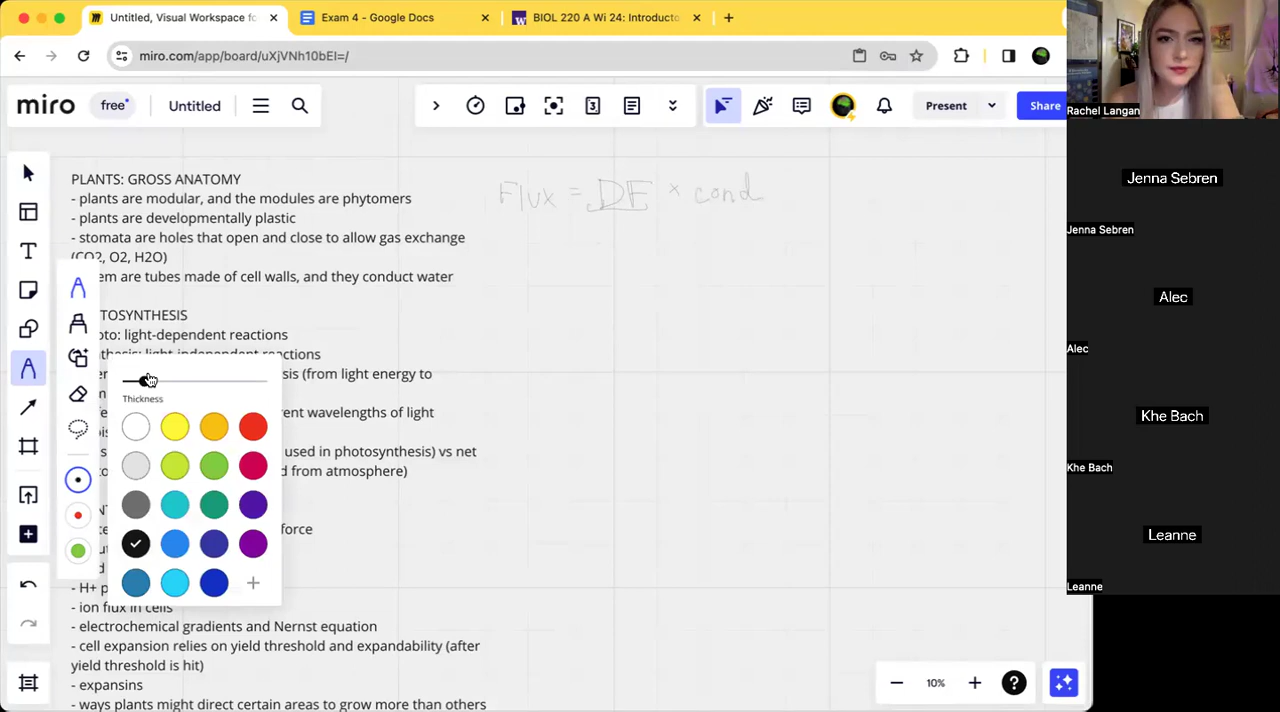 Untitled, Visual Workspace fo
Exam 4 - Google Docs
BIOL 220 A Wi 24: Introducto
miro.com/app/board/uXjVNh10bEI=/
miro
free
Untitled
3
Present
Share
Flux = DF × cond
PLANTS: GROSS ANATOMY
- plants are modular, and the modules are phytomers
- plants are developmentally plastic
- stomata are holes that open and close to allow gas exchange
(CO2, O2, H2O)
em are tubes made of cell walls, and they conduct water
TOSYNTHESIS
oto: light-dependent reactions
nthesis: light-independent reactions
sis (from light energy to
rent wavelengths of light
used in photosynthesis) vs net
d from atmosphere)
force
- H+ p
- ion flux in cells
- electrochemical gradients and Nernst equation
- cell expansion relies on yield threshold and expandability (after
yield threshold is hit)
- expansins
- ways plants might direct certain areas to grow more than others
Thickness
10%
Rachel Langan
Jenna Sebren
Jenna Sebren
Alec
Alec
Khe Bach
Khe Bach
Leanne
Leanne